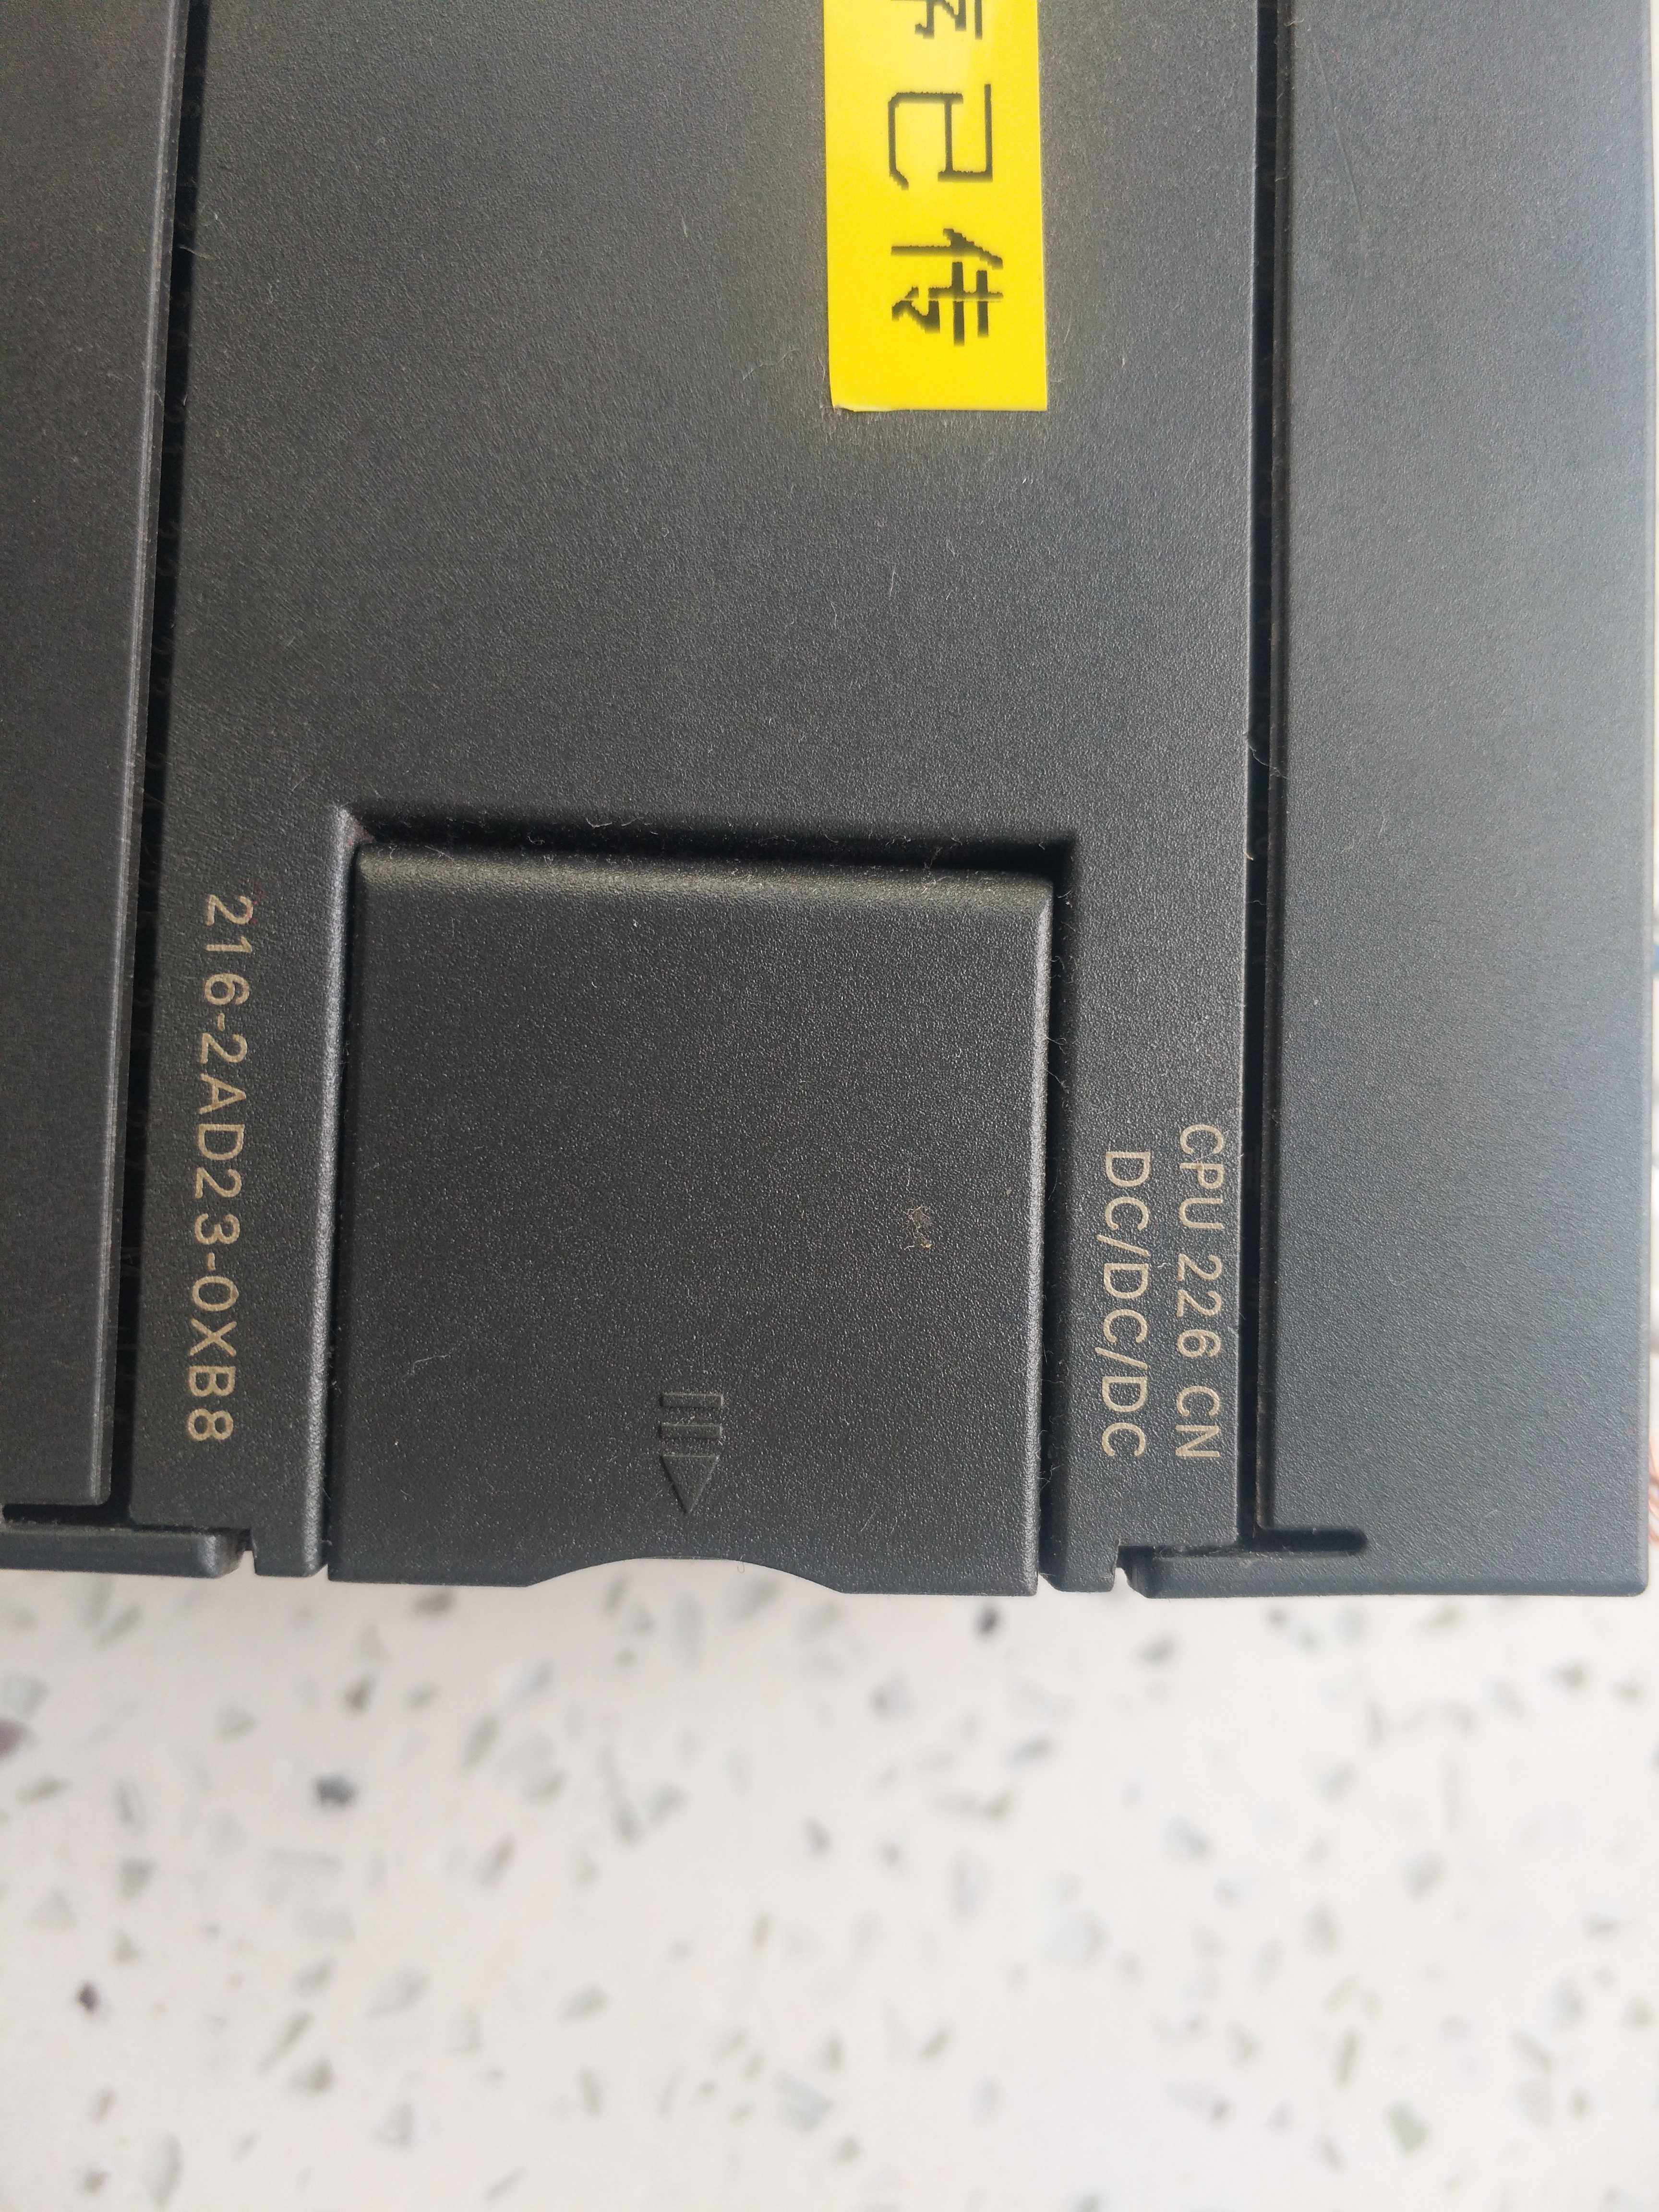 已传
CPU 226 CN
DC/DC/DC
216-2AD23-0XB8